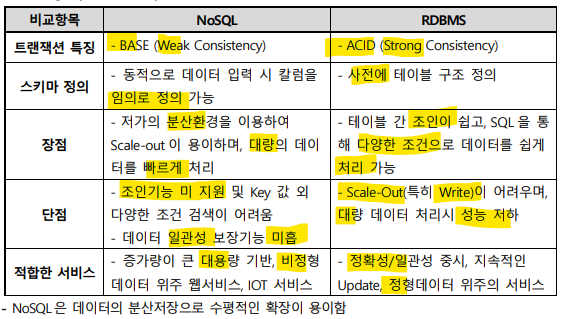 비교항목 NoSQL RDBMS
트랜잭션 특징 - BASE (Weak Consistency) - ACID (Strong Consistency)
스키마 정의 - 동적으로 데이터 입력 시 칼럼을 - 사전에 테이블 구조 정의
임의로 정의 가능
장점 - 저가의 분산환경을 이용하여 - 테이블 간 조인이 쉽고, SQL을 통
Scale-out 이 용이하며, 대량의 데이 해 다양한 조건으로 데이터를 쉽게
터를 빠르게 처리 처리 가능
단점 - 조인기능 미 지원 및 Key 값 외 - Scale-Out(특히 Write)이 어려우며,
다양한 조건 검색이 어려움 대량 데이터 처리시 성능 저하
- 데이터 일관성 보장기능 미흡
적합한 서비스 - 증가량이 큰 대용량 기반, 비정형 - 정확성/일관성 중시, 지속적인
데이터 위주 웹서비스, IOT 서비스 Update, 정형데이터 위주의 서비스
- NoSQL은 데이터의 분산저장으로 수평적인 확장이 용이함